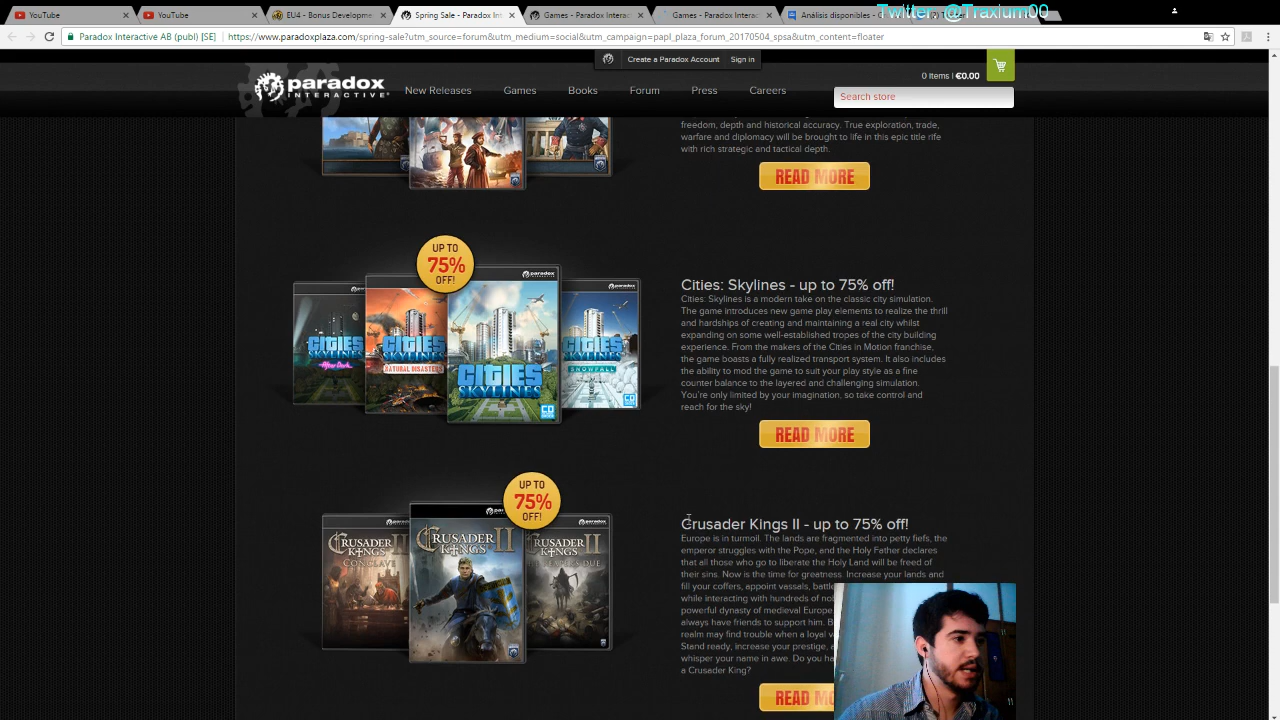 YouTube
YouTube
EU4 - Bonus Developme
Spring Sale - Paradox In
Games - Paradox Interac
Games - Paradox Interac
Análisis disponibles - G
Twitter: @Traxium00
Paradox Interactive AB (publ) [SE]
https://www.paradoxplaza.com/spring-sale?utm_source=forum&utm_medium=social&utm_campaign=papl_plaza_forum_20170504_spsa&utm_content=floater
Create a Paradox Account
Sign in
paradox
INTERACTIVE
New Releases
Games
Books
Forum
Press
Careers
0 Items | €0.00
Search store
freedom, depth and historical accuracy. True exploration, trade,
warfare and diplomacy will be brought to life in this epic title rife
with rich strategic and tactical depth.
READ MORE
UP TO
75%
OFF!
paradox
paradox
CITIES
SKYLINES
After Dark
CITIES
SKYLINES
NATURAL DISASTERS
CITIES
SKYLINES
CITIES
SKYLINES
SNOWFALL
Cities: Skylines - up to 75% off!
Cities: Skylines is a modern take on the classic city simulation.
The game introduces new game play elements to realize the thrill
and hardships of creating and maintaining a real city whilst
expanding on some well-established tropes of the city building
experience. From the makers of the Cities in Motion franchise,
the game boasts a fully realized transport system. It also includes
the ability to mod the game to suit your play style as a fine
counter balance to the layered and challenging simulation.
You're only limited by your imagination, so take control and
reach for the sky!
READ MORE
UP TO
75%
OFF!
paradox
CRUSADER
KINGS
CONCLAVE
CRUSADER
KINGS II
CRUSADER
KINGS II
Crusader Kings II - up to 75% off!
Europe is in turmoil. The lands are fragmented into petty fiefs, the
emperor struggles with the Pope, and the Holy Father declares
that all those who go to liberate the Holy Land will be freed of
their sins. Now is the time for greatness. Increase your lands and
fill your coffers, appoint vassals, battl
while interacting with hundreds of no
powerful dynasty of medieval Europe
always have friends to support him. B
realm may find trouble when a loyal v
Stand ready, increase your prestige, a
whisper your name in awe. Do you ha
a Crusader King?
READ MO